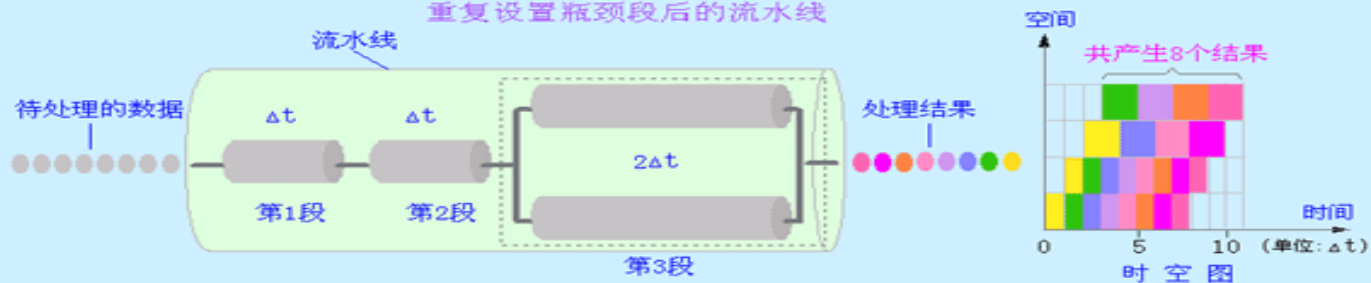 重复设置瓶颈段后的流水线
流水线
待处理的数据
Δt
Δt
2Δt
第1段
第2段
第3段
处理结果
空间
共产生8个结果
时间
0
5
10
(单位:Δt)
时 空 图